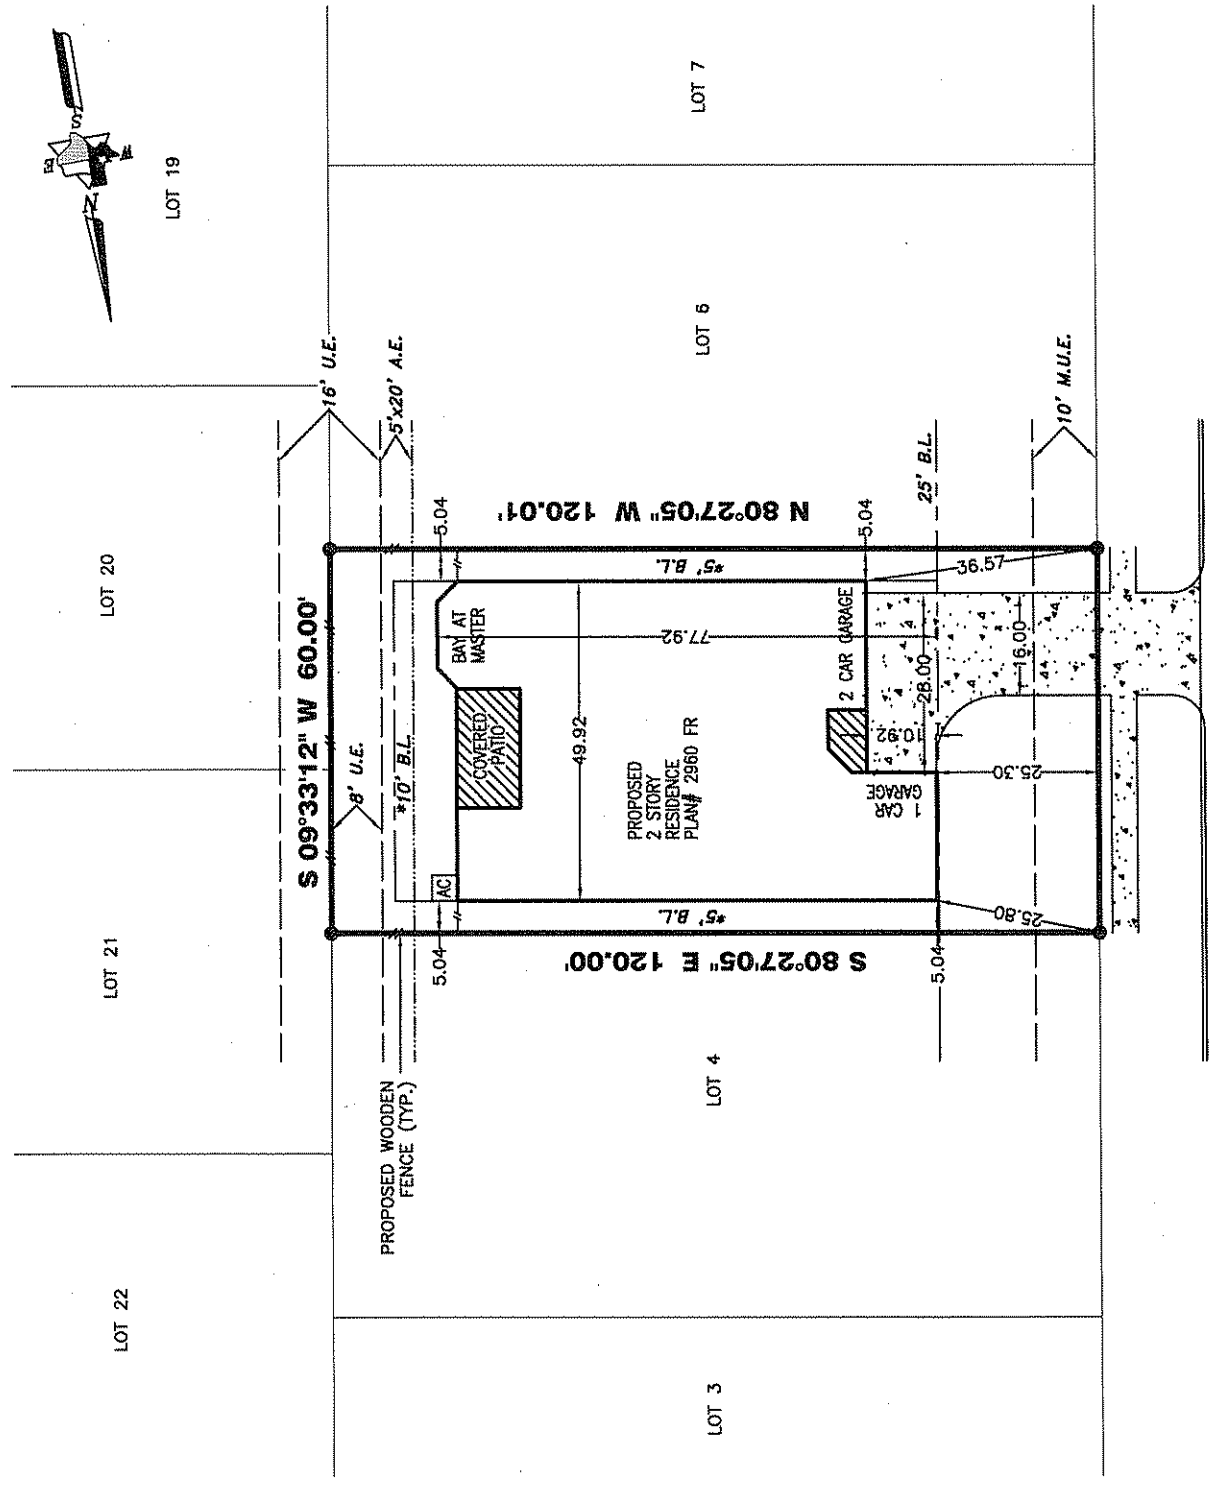 N
S
E
W
LOT 19
LOT 7
LOT 6
LOT 20
LOT 21
LOT 22
LOT 4
LOT 3
16' U.E.
5'x20' A.E.
S 09°33'12" W 60.00'
8' U.E.
*10' B.L.
N 80°27'05" W 120.01'
S 80°27'05" E 120.00'
5.04
5.04
5.04
5.04
*5' B.L.
*5' B.L.
BAY AT
MASTER
COVERED
PATIO
AC
77.92
49.92
PROPOSED
2 STORY
RESIDENCE
PLAN# 2960 FR
2 CAR GARAGE
1 CAR
GARAGE
10.92
28.00
16.00
36.57
25.30
25.80
25' B.L.
10' M.U.E.
PROPOSED WOODEN
FENCE (TYP.)